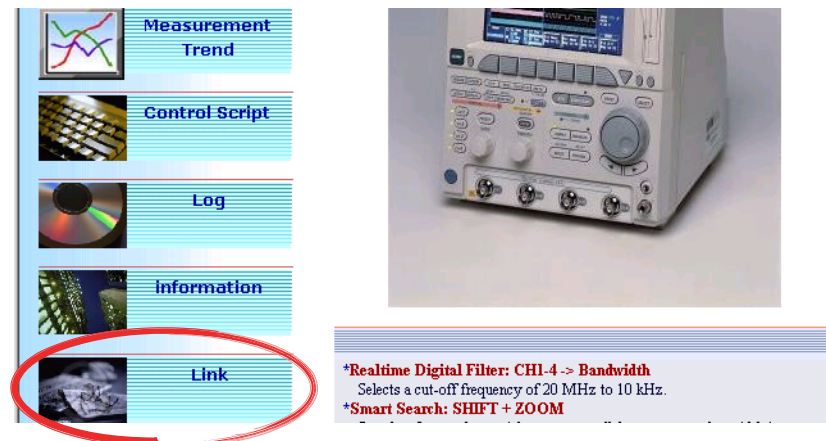 Measurement
Trend
Control Script
Log
information
Link
*Realtime Digital Filter: CH1-4 -> Bandwidth
Selects a cut-off frequency of 20 MHz to 10 kHz.
*Smart Search: SHIFT + ZOOM